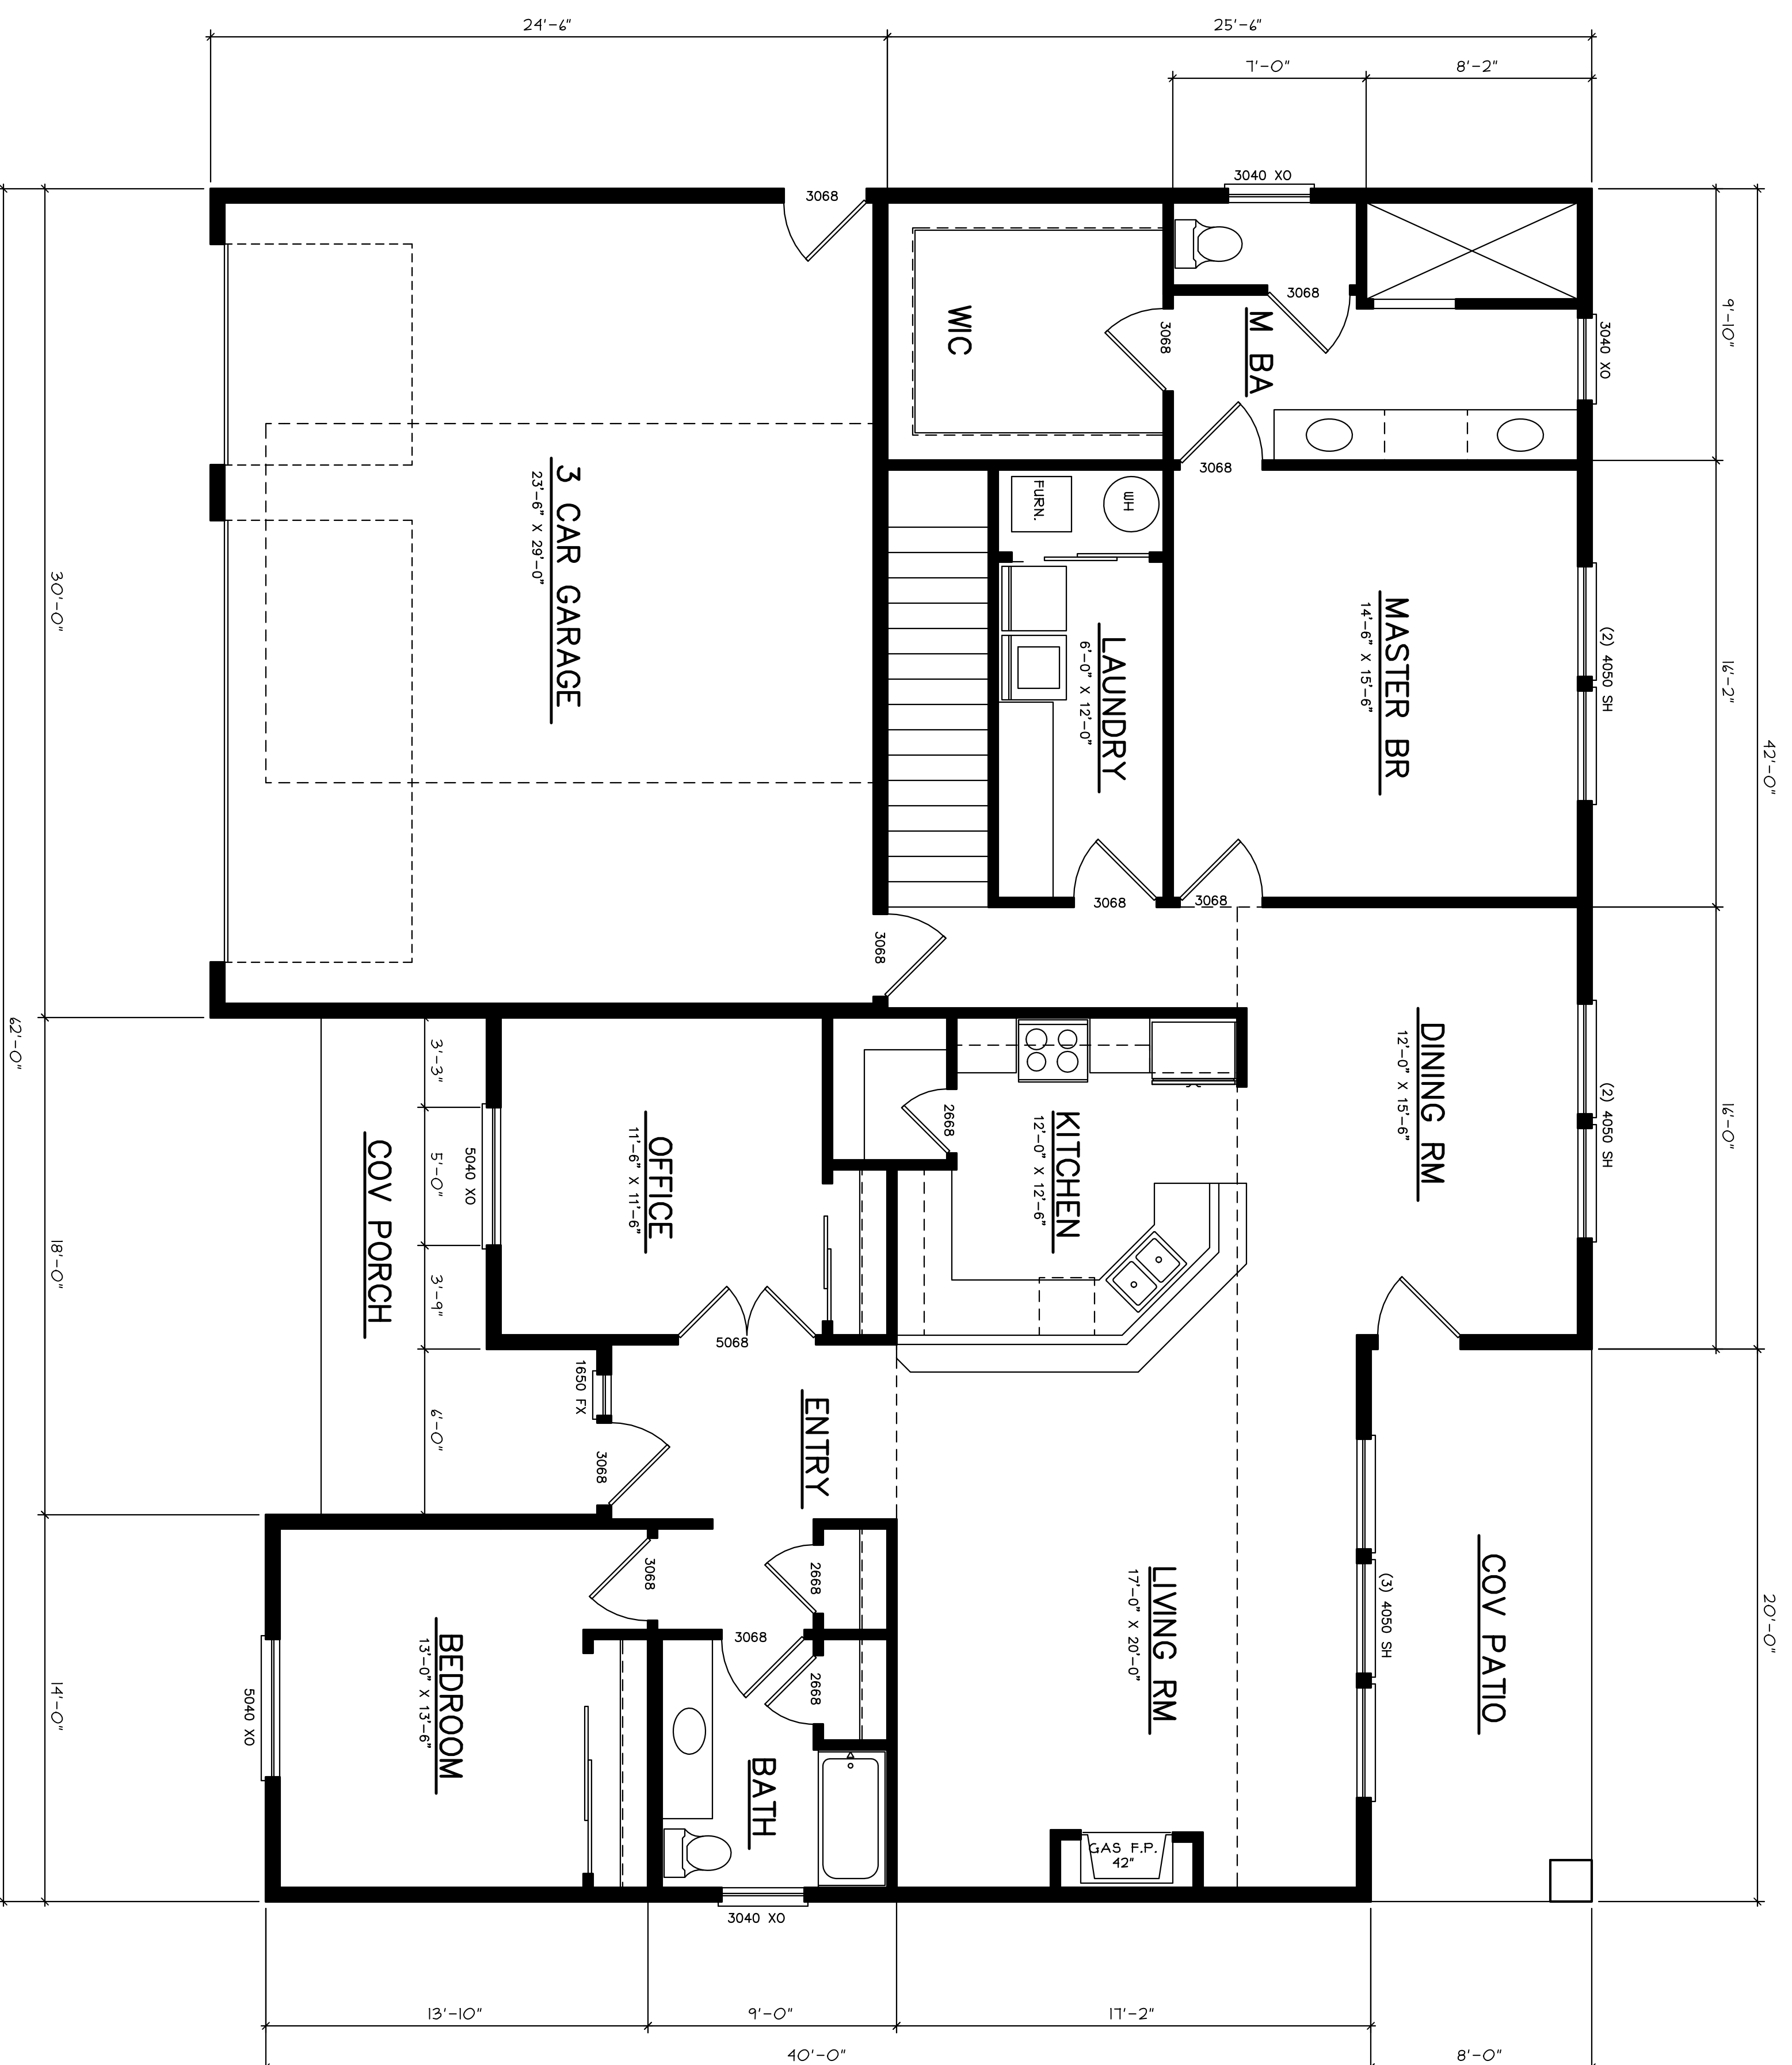 24'-6"
25'-6"
7'-0"
8'-2"
3040 XO
3068
3068
3068
3040 XO
9'-10"
WIC
M BA
3068
3 CAR GARAGE
23'-6" X 29'-0"
FURN.
WH
LAUNDRY
6'-0" X 12'-0"
MASTER BR
14'-6" X 15'-6"
(2) 4050 SH
16'-2"
42'-0"
30'-0"
62'-0"
3068
3068
3068
DINING RM
12'-0" X 15'-6"
(2) 4050 SH
16'-0"
KITCHEN
12'-0" X 12'-6"
2668
OFFICE
11'-6" X 11'-6"
5068
5040 XO
3'-3"
5'-0"
3'-9"
6'-0"
COV PORCH
18'-0"
1650 FX
3068
ENTRY
LIVING RM
17'-0" X 20'-0"
(3) 4050 SH
COV PATIO
20'-0"
3068
2668
3068
2668
BEDROOM
13'-0" X 13'-6"
5040 XO
14'-0"
BATH
GAS F.P.
42"
3040 XO
13'-10"
9'-0"
17'-2"
40'-0"
8'-0"